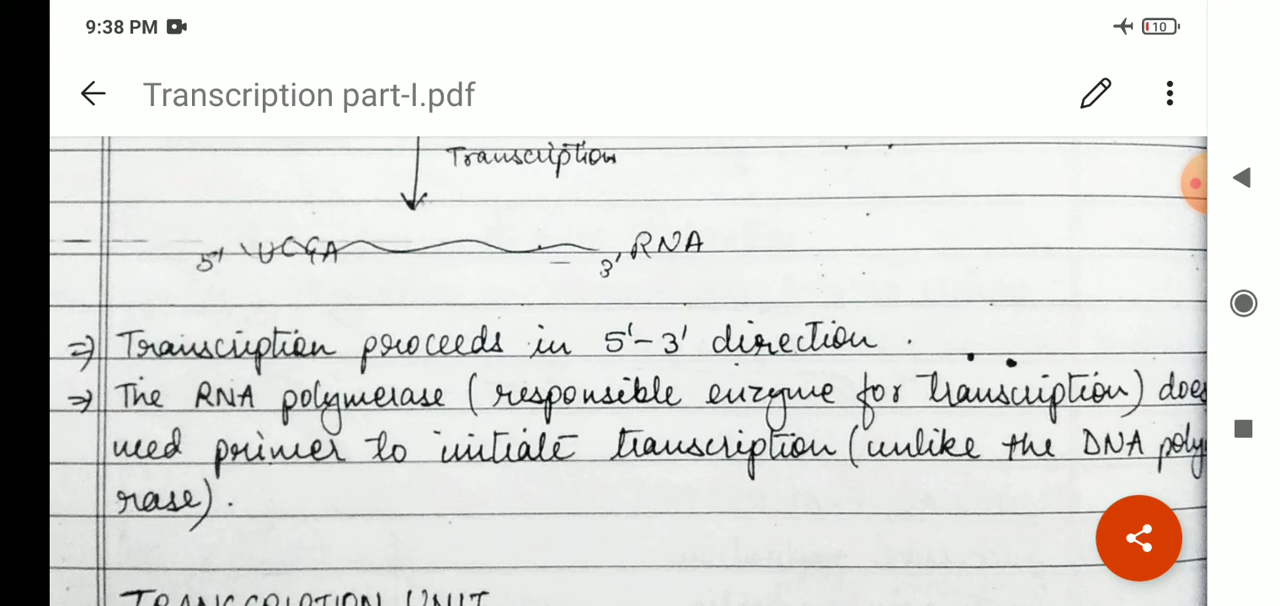 9:38 PM
10
Transcription part-I.pdf
Transcription
5' UCGA 3' RNA
⇒ Transcription proceeds in 5'-3' direction.
⇒ The RNA polymerase (responsible enzyme for transcription) does
need primer to initiate transcription (unlike the DNA poly
rase).
TRANSCRIPTION UNIT